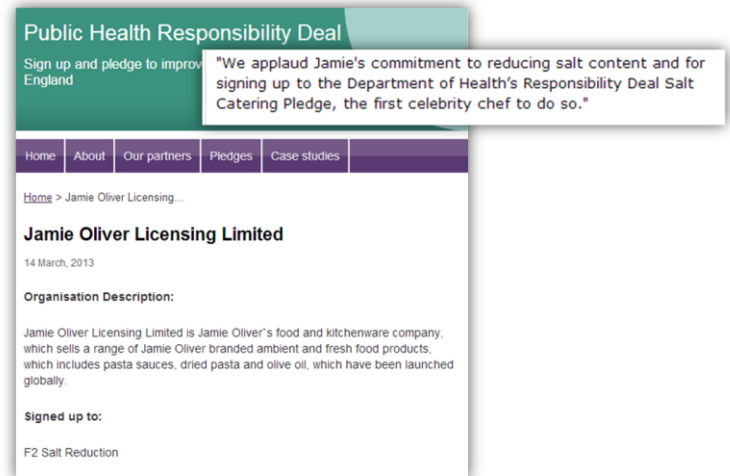 Public Health Responsibility Deal
Sign up and pledge to improv
England
"We applaud Jamie's commitment to reducing salt content and for
signing up to the Department of Health's Responsibility Deal Salt
Catering Pledge, the first celebrity chef to do so."
Home About Our partners Pledges Case studies
Home > Jamie Oliver Licensing...
Jamie Oliver Licensing Limited
14 March, 2013
Organisation Description:
Jamie Oliver Licensing Limited is Jamie Oliver's food and kitchenware company,
which sells a range of Jamie Oliver branded ambient and fresh food products,
which includes pasta sauces, dried pasta and olive oil, which have been launched
globally.
Signed up to:
F2 Salt Reduction